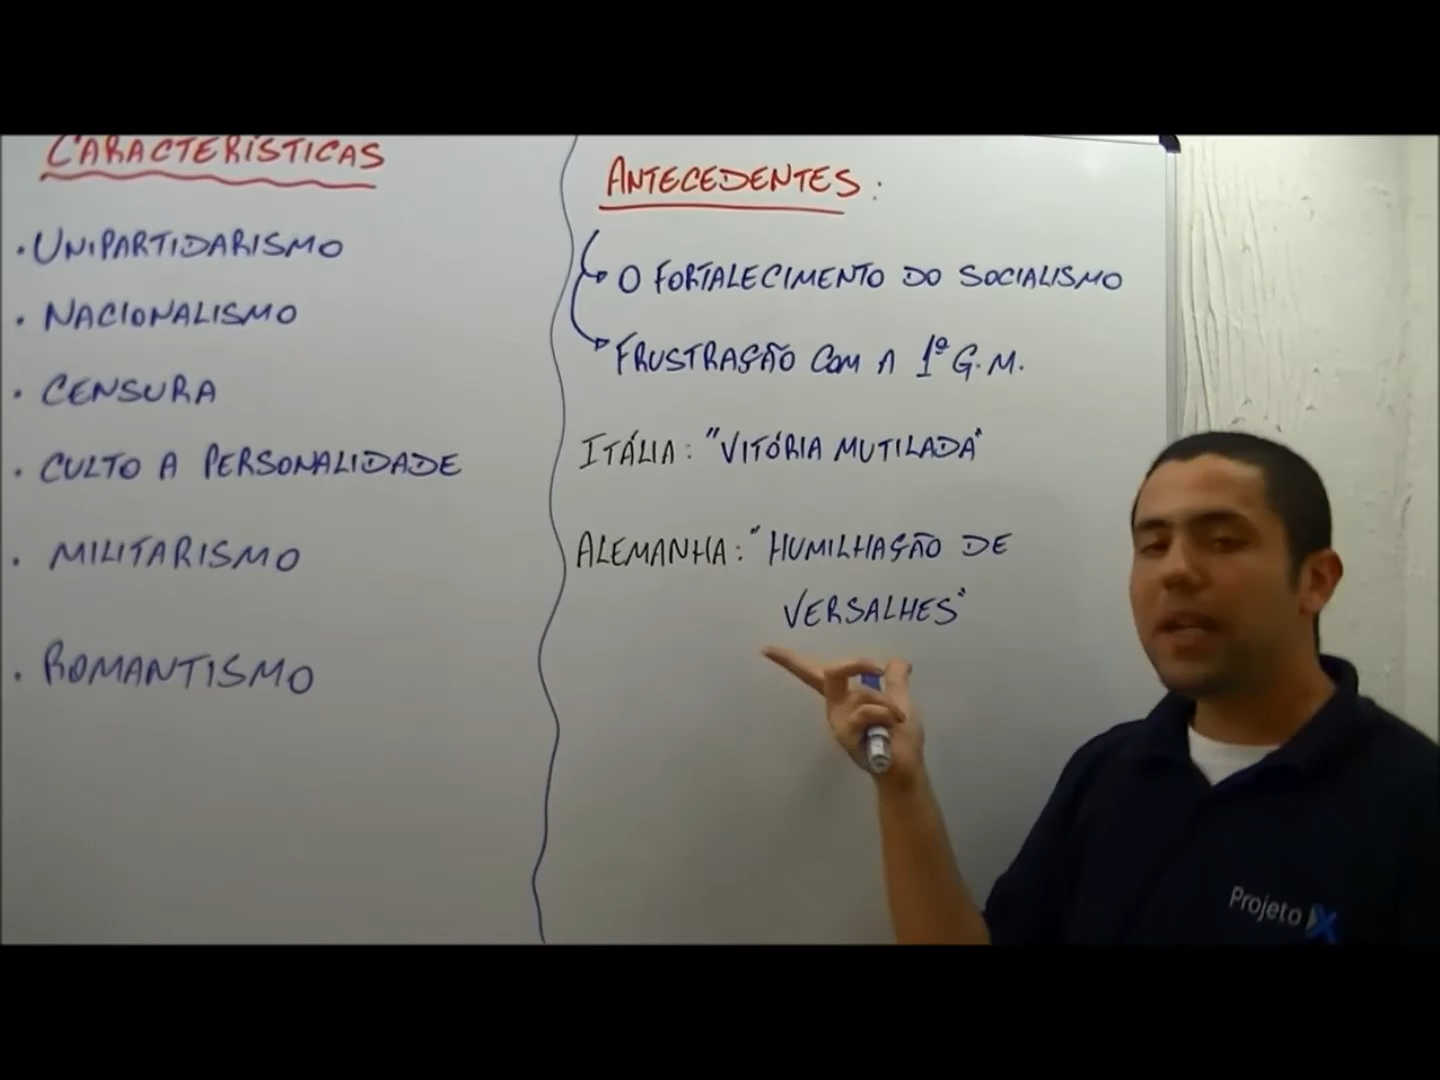 CARACTERÍSTICAS
• UNIPARTIDARISMO
• NACIONALISMO
• CENSURA
• CULTO A PERSONALIDADE
• MILITARISMO
• ROMANTISMO
ANTECEDENTES:
O FORTALECIMENTO DO SOCIALISMO
FRUSTRAÇÃO COM A 1ª G.M.
ITÁLIA: "VITÓRIA MUTILADA"
ALEMANHA: "HUMILHAÇÃO DE
VERSALHES"
Projeto X